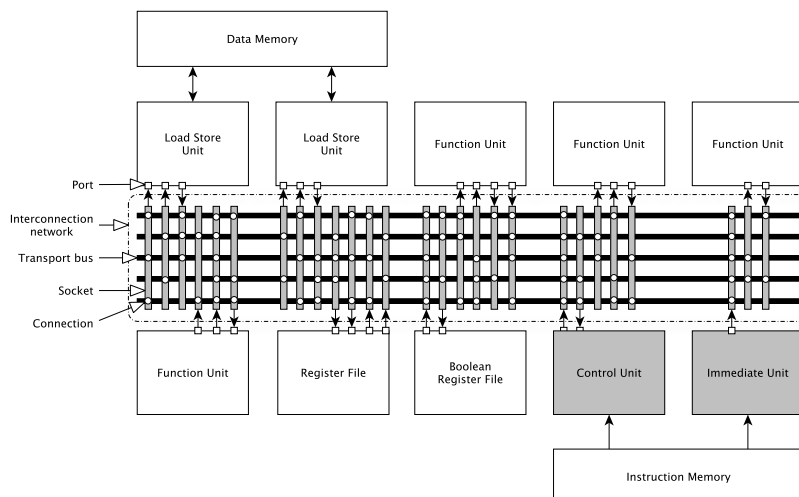 Data Memory
Load Store
Unit
Load Store
Unit
Function Unit
Function Unit
Function Unit
Port
Interconnection
network
Transport bus
Socket
Connection
Function Unit
Register File
Boolean
Register File
Control Unit
Immediate Unit
Instruction Memory